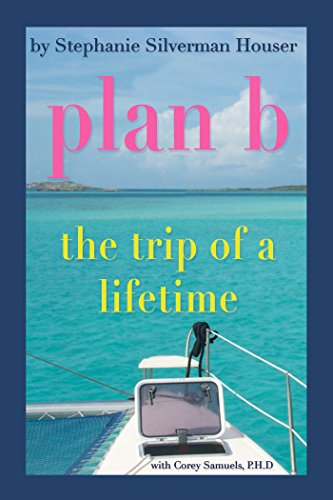 by Stephanie Silverman Houser
plan b
the trip of a
lifetime
with Corey Samuels, P.H.D